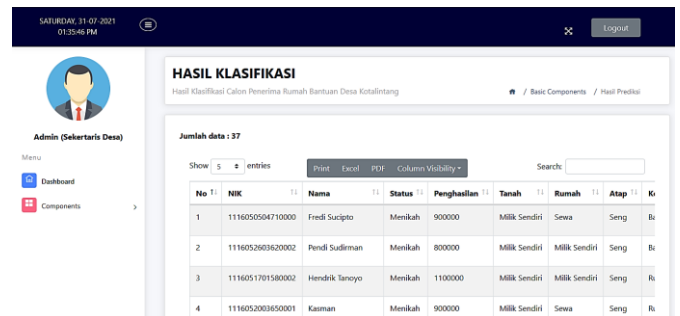 SATURDAY, 31-07-2021
01:35:46 PM
Logout
Admin (Sekertaris Desa)
Menu
Dashboard
Components
HASIL KLASIFIKASI
Hasil Klasifikasi Calon Penerima Rumah Bantuan Desa Kotalintang
/ Basic Components / Hasil Prediksi
Jumlah data : 37
Show 5 entries
Print Excel PDF Column Visibility
Search:
No NIK Nama Status Penghasilan Tanah Rumah Atap
1 1116050504710000 Fredi Sucipto Menikah 900000 Milik Sendiri Sewa Seng
2 1116052603620002 Pendi Sudirman Menikah 800000 Milik Sendiri Milik Sendiri Seng
3 1116051701580002 Hendrik Tanoyo Menikah 1100000 Milik Sendiri Milik Sendiri Seng
4 1116052003650001 Kasman Menikah 900000 Milik Sendiri Sewa Seng